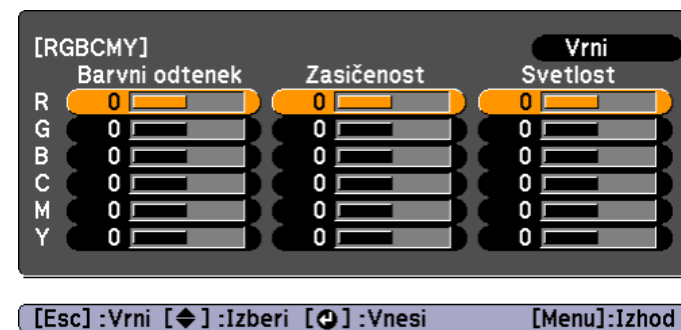 [RGBCMY] Vrni
Barvni odtenek Zasičenost Svetlost
R 0 0 0
G 0 0 0
B 0 0 0
C 0 0 0
M 0 0 0
Y 0 0 0
[Esc] :Vrni [◆] :Izberi [⏎] :Vnesi [Menu]:Izhod